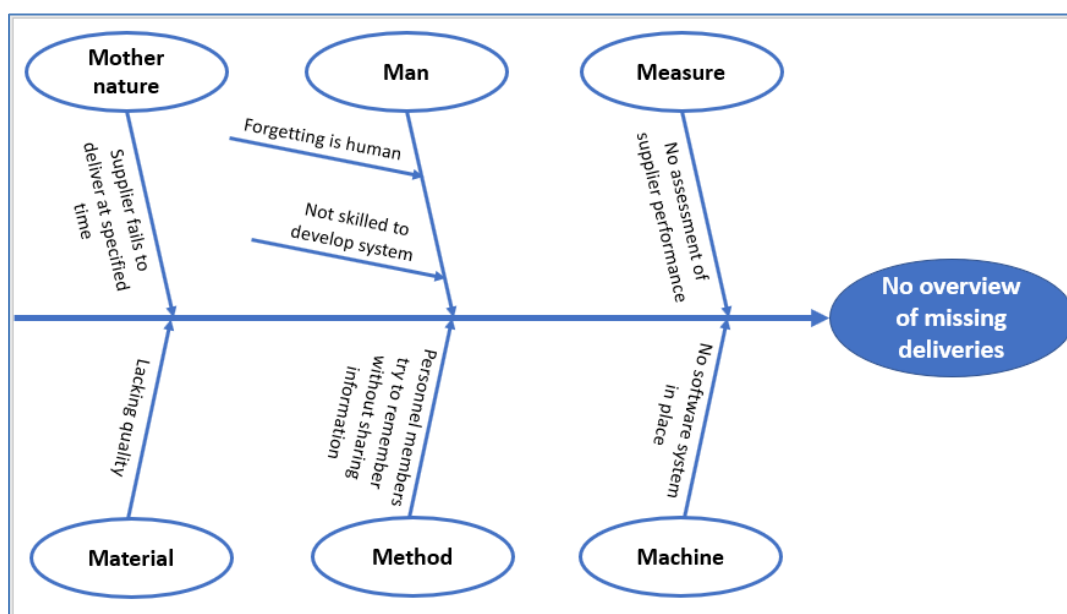 Mother
nature
Man
Measure
Supplier fails to
deliver at specified
time
Forgetting is human
Not skilled to
develop system
No assessment of
supplier performance
No overview
of missing
deliveries
Lacking quality
Personnel members
try to remember
without sharing
information
No software system
in place
Material
Method
Machine